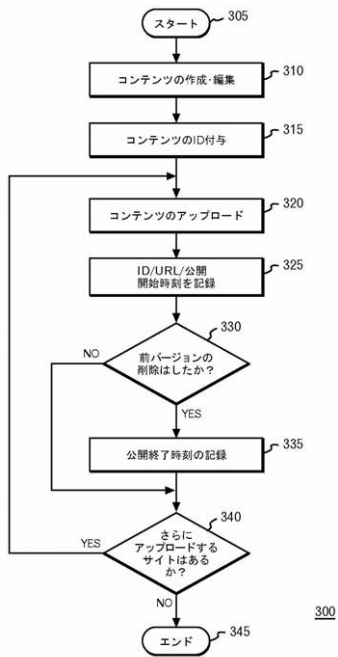 スタート
305
コンテンツの作成・編集
310
コンテンツのID付与
315
コンテンツのアップロード
320
ID/URL/公開
開始時刻を記録
325
前バージョンの
削除はしたか?
330
NO
YES
公開終了時刻の記録
335
さらに
アップロードする
サイトはある
か?
340
YES
NO
300
エンド
345